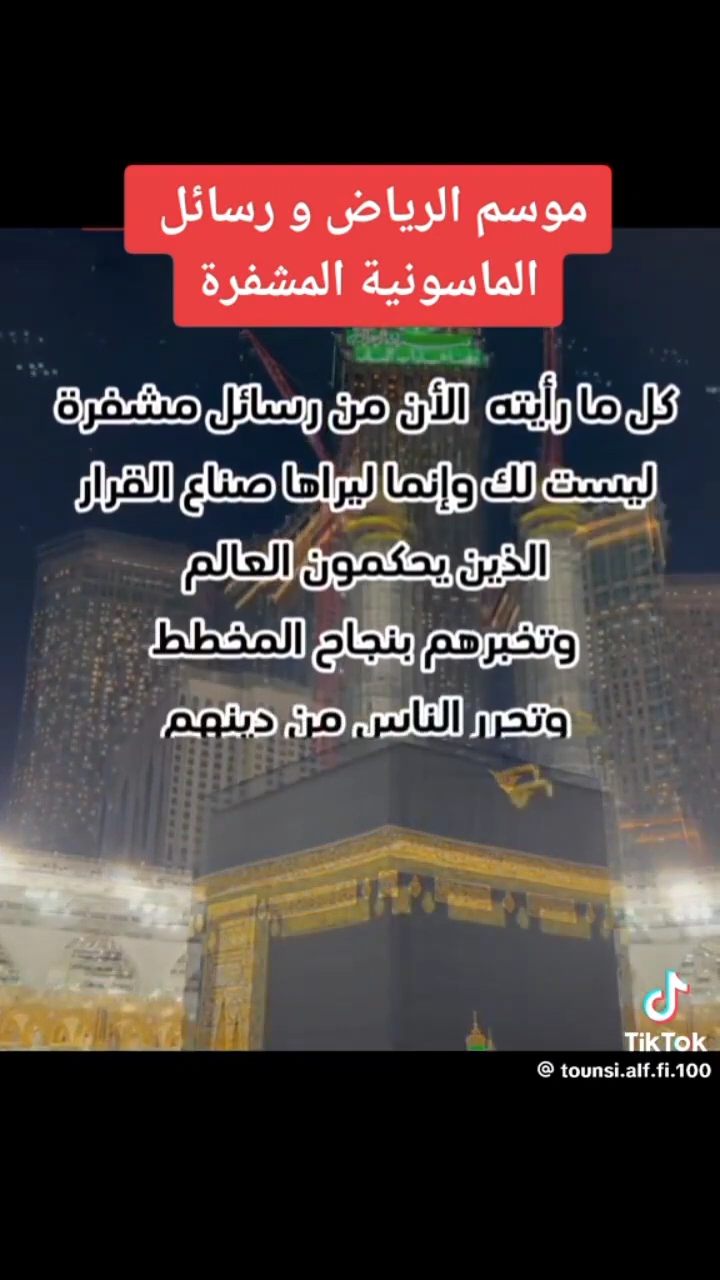 موسم الرياض و رسائل
الماسونية المشفرة
كل ما رأيته الأن من رسائل مشفرة
ليست لك وإنما ليراها صناع القرار
الذين يحكمون العالم
وتخبرهم بنجاح المخطط
وتحرر الناس من دينهم
TikTok
@ tounsi.alf.fi.100